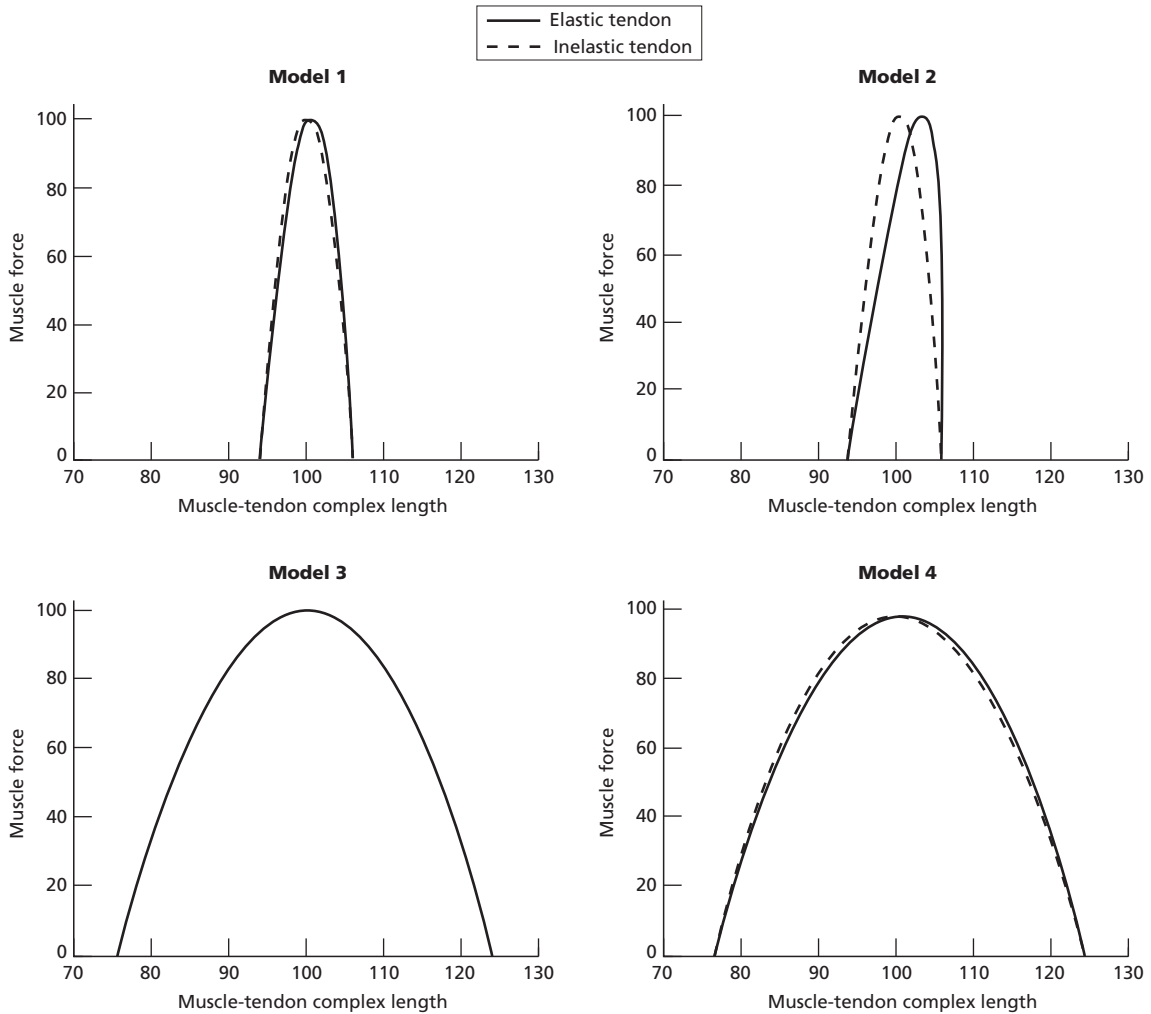 Elastic tendon
Inelastic tendon
Model 1
Model 2
100
80
60
40
20
0
70 80 90 100 110 120 130
Muscle force
Muscle-tendon complex length
100
80
60
40
20
0
70 80 90 100 110 120 130
Muscle force
Muscle-tendon complex length
Model 3
Model 4
100
80
60
40
20
0
70 80 90 100 110 120 130
Muscle force
Muscle-tendon complex length
100
80
60
40
20
0
70 80 90 100 110 120 130
Muscle force
Muscle-tendon complex length